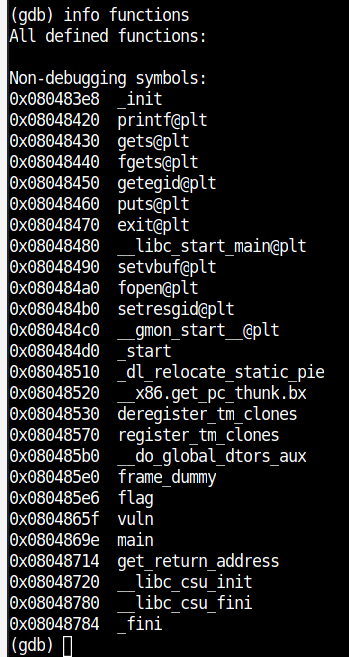 (gdb) info functions
All defined functions:
Non-debugging symbols:
0x080483e8  _init
0x08048420  printf@plt
0x08048430  gets@plt
0x08048440  fgets@plt
0x08048450  getegid@plt
0x08048460  puts@plt
0x08048470  exit@plt
0x08048480  __libc_start_main@plt
0x08048490  setvbuf@plt
0x080484a0  fopen@plt
0x080484b0  setresgid@plt
0x080484c0  __gmon_start__@plt
0x080484d0  _start
0x08048510  _dl_relocate_static_pie
0x08048520  __x86.get_pc_thunk.bx
0x08048530  deregister_tm_clones
0x08048570  register_tm_clones
0x080485b0  __do_global_dtors_aux
0x080485e0  frame_dummy
0x080485e6  flag
0x0804865f  vuln
0x0804869e  main
0x08048714  get_return_address
0x08048720  __libc_csu_init
0x08048780  __libc_csu_fini
0x08048784  _fini
(gdb)